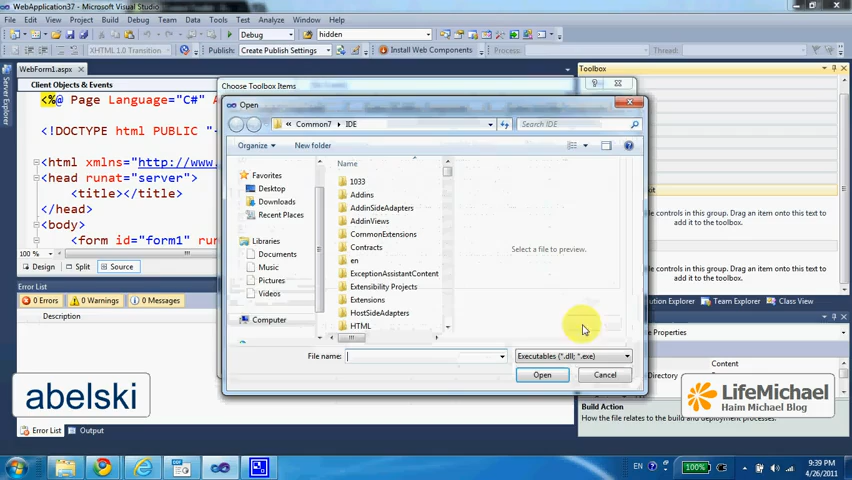 WebApplication37 - Microsoft Visual Studio
File Edit View Project Build Debug Team Data Tools Test Analyze Window Help
Debug hidden
XHTML 1.0 Transition Publish: Create Publish Settings Install Web Components Process: Thread:
Server Explorer
WebForm1.aspx
Client Objects & Events
<%@ Page Language="C#" A
<!DOCTYPE html PUBLIC "-
<html xmlns="http://www.
<head runat="server">
<title></title>
</head>
<body>
<form id="form1" run
100 %
Design Split Source
Choose Toolbox Items
Open
« Common7 IDE
Search IDE
Organize New folder
Favorites
Desktop
Downloads
Recent Places
Libraries
Documents
Music
Pictures
Videos
Computer
Name
1033
Addins
AddinSideAdapters
AddinViews
CommonExtensions
Contracts
en
ExceptionAssistantContent
Extensibility Projects
Extensions
HostSideAdapters
HTML
Select a file to preview.
File name:
Executables (*.dll; *.exe)
Open Cancel
Toolbox
le controls in this group. Drag an item onto this text to
add it to the toolbox.
le controls in this group. Drag an item onto this text to
add it to the toolbox.
ution Explorer Team Explorer Class View
e Properties
Content
Build Action
How the file relates to the build and deployment processes.
Error List
0 Errors 0 Warnings 0 Messages
Description
Error List Output
abelski
LifeMichael
Haim Michael Blog
EN
100%
9:39 PM
4/26/2011